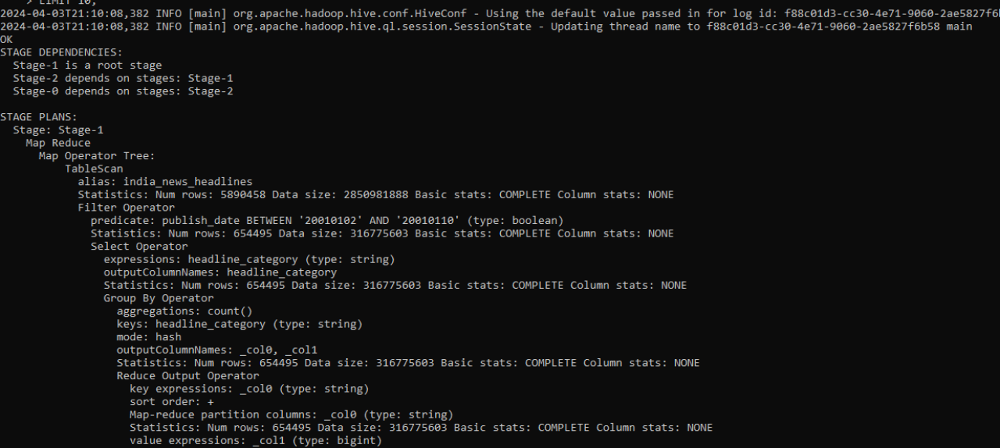 > LIMIT 10;
2024-04-03T21:10:08,382 INFO [main] org.apache.hadoop.hive.conf.HiveConf - Using the default value passed in for log id: f88c01d3-cc30-4e71-9060-2ae5827f6
2024-04-03T21:10:08,382 INFO [main] org.apache.hadoop.hive.ql.session.SessionState - Updating thread name to f88c01d3-cc30-4e71-9060-2ae5827f6b58 main
OK
STAGE DEPENDENCIES:
  Stage-1 is a root stage
  Stage-2 depends on stages: Stage-1
  Stage-0 depends on stages: Stage-2

STAGE PLANS:
  Stage: Stage-1
    Map Reduce
      Map Operator Tree:
          TableScan
            alias: india_news_headlines
            Statistics: Num rows: 5890458 Data size: 2850981888 Basic stats: COMPLETE Column stats: NONE
            Filter Operator
              predicate: publish_date BETWEEN '20010102' AND '20010110' (type: boolean)
              Statistics: Num rows: 654495 Data size: 316775603 Basic stats: COMPLETE Column stats: NONE
              Select Operator
                expressions: headline_category (type: string)
                outputColumnNames: headline_category
                Statistics: Num rows: 654495 Data size: 316775603 Basic stats: COMPLETE Column stats: NONE
                Group By Operator
                  aggregations: count()
                  keys: headline_category (type: string)
                  mode: hash
                  outputColumnNames: _col0, _col1
                  Statistics: Num rows: 654495 Data size: 316775603 Basic stats: COMPLETE Column stats: NONE
                  Reduce Output Operator
                    key expressions: _col0 (type: string)
                    sort order: +
                    Map-reduce partition columns: _col0 (type: string)
                    Statistics: Num rows: 654495 Data size: 316775603 Basic stats: COMPLETE Column stats: NONE
                    value expressions: _col1 (type: bigint)